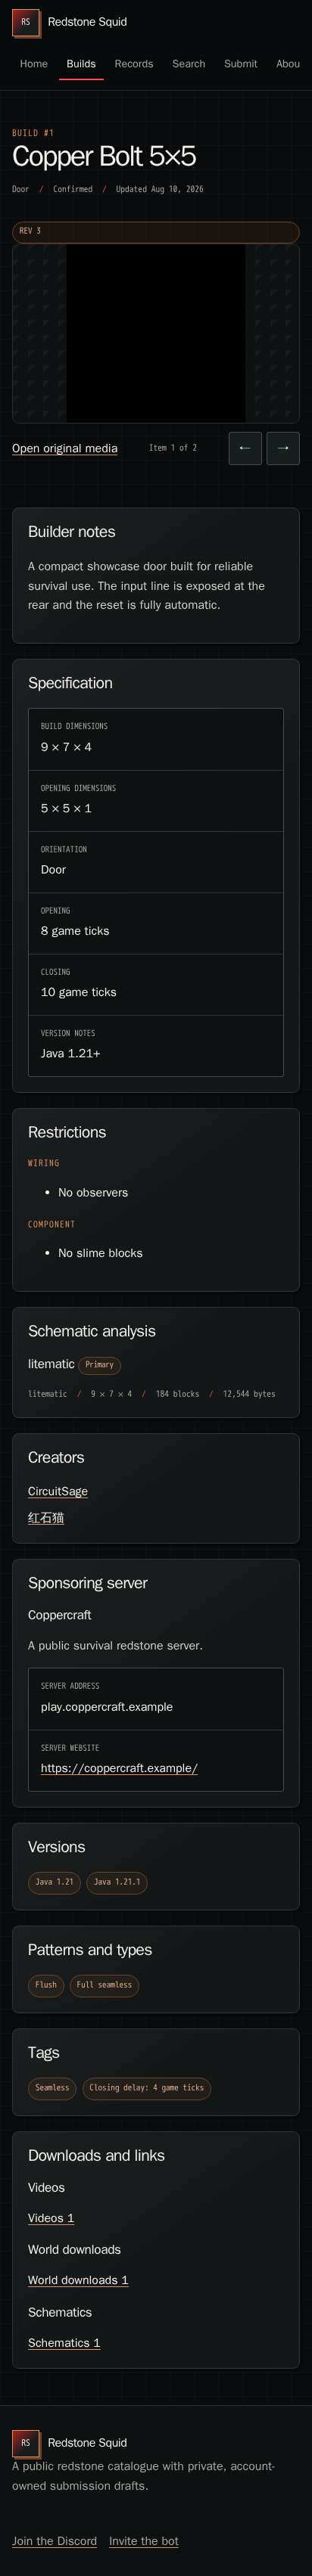 RS Redstone Squid
Home Builds Records Search Submit Abou
BUILD #1
Copper Bolt 5×5
Door / Confirmed / Updated Aug 10, 2026
REV 3
Open original media Item 1 of 2 ← →
Builder notes
A compact showcase door built for reliable
survival use. The input line is exposed at the
rear and the reset is fully automatic.
Specification
BUILD DIMENSIONS
9 × 7 × 4
OPENING DIMENSIONS
5 × 5 × 1
ORIENTATION
Door
OPENING
8 game ticks
CLOSING
10 game ticks
VERSION NOTES
Java 1.21+
Restrictions
WIRING
• No observers
COMPONENT
• No slime blocks
Schematic analysis
litematic Primary
litematic / 9 × 7 × 4 / 184 blocks / 12,544 bytes
Creators
CircuitSage
红石猫
Sponsoring server
Coppercraft
A public survival redstone server.
SERVER ADDRESS
play.coppercraft.example
SERVER WEBSITE
https://coppercraft.example/
Versions
Java 1.21 Java 1.21.1
Patterns and types
Flush Full seamless
Tags
Seamless Closing delay: 4 game ticks
Downloads and links
Videos
Videos 1
World downloads
World downloads 1
Schematics
Schematics 1
RS Redstone Squid
A public redstone catalogue with private, account-
owned submission drafts.
Join the Discord Invite the bot